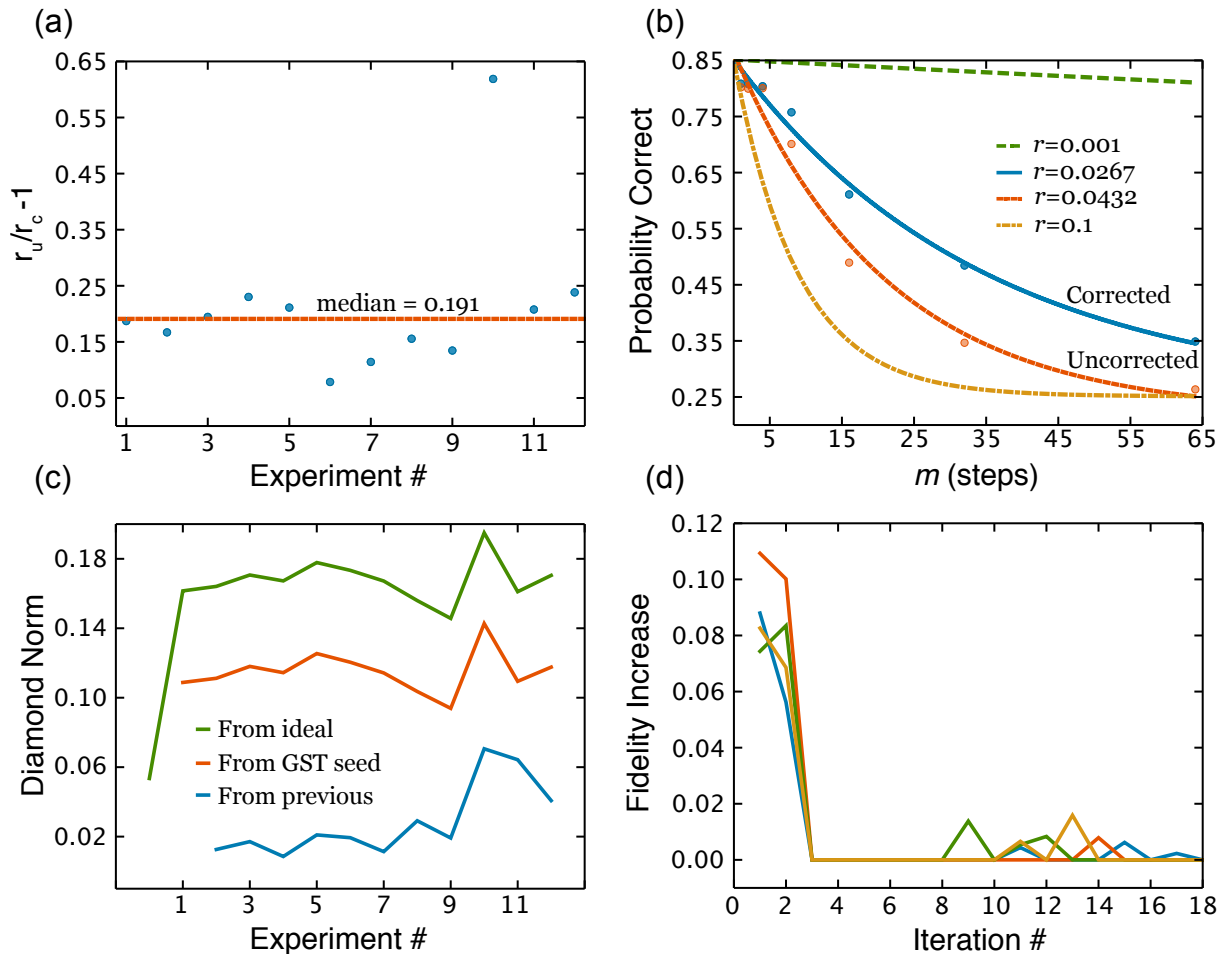 (a)
r_u/r_c -1
0.65
0.55
0.45
0.35
0.25
0.15
0.05
median = 0.191
1 3 5 7 9 11
Experiment #
(b)
Probability Correct
0.85
0.75
0.65
0.55
0.45
0.35
0.25
r=0.001
r=0.0267
r=0.0432
r=0.1
Corrected
Uncorrected
5 15 25 35 45 55 65
m (steps)
(c)
Diamond Norm
0.18
0.14
0.10
0.06
0.02
From ideal
From GST seed
From previous
1 3 5 7 9 11
Experiment #
(d)
Fidelity Increase
0.12
0.10
0.08
0.06
0.04
0.02
0.00
0 2 4 6 8 10 12 14 16 18
Iteration #